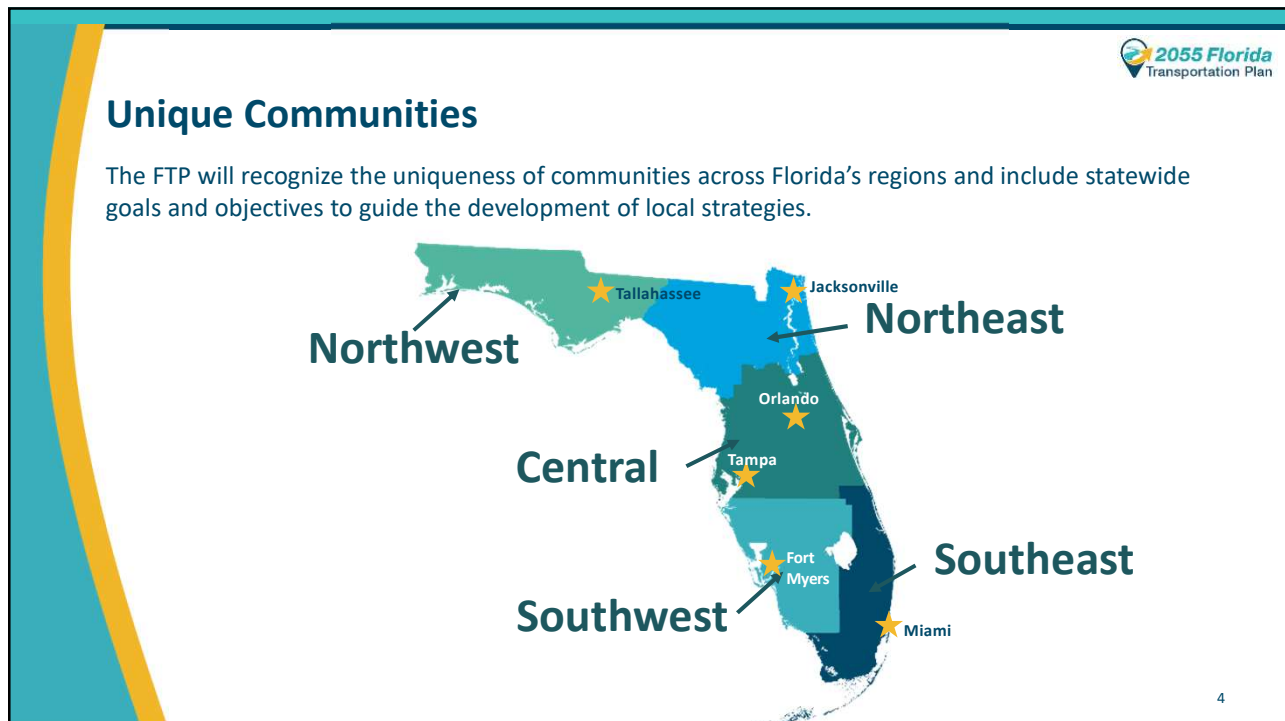 2055 Florida
Transportation Plan
Unique Communities
The FTP will recognize the uniqueness of communities across Florida’s regions and include statewide
goals and objectives to guide the development of local strategies.
Tallahassee
Jacksonville
Northwest
Northeast
Orlando
Central
Tampa
Fort
Myers
Southeast
Southwest
Miami
4